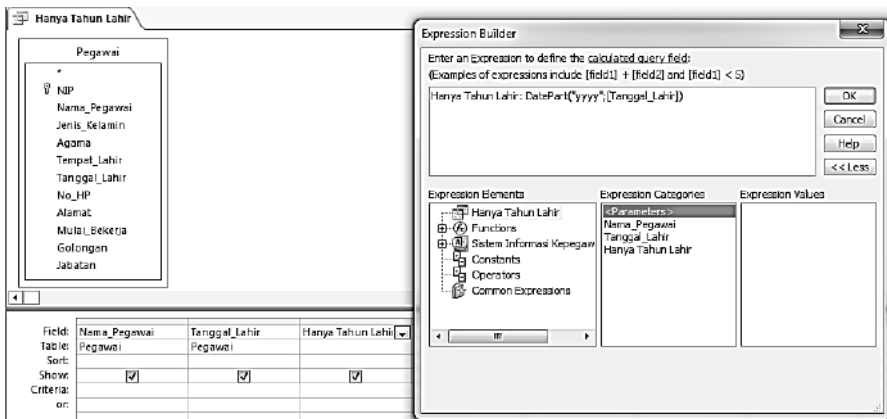 Hanya Tahun Lahir
Pegawai
*
NIP
Nama_Pegawai
Jenis_Kelamin
Agama
Tempat_Lahir
Tanggal_Lahir
No_HP
Alamat
Mulai_Bekerja
Golongan
Jabatan
Field: Nama_Pegawai Tanggal_Lahir Hanya Tahun Lahir
Table: Pegawai Pegawai
Sort:
Show:
Criteria:
or:
Expression Builder
Enter an Expression to define the calculated query field:
(Examples of expressions include [field1] + [field2] and [field1] < 5)
Hanya Tahun Lahir: DatePart("yyyy";[Tanggal_Lahir])
OK
Cancel
Help
<< Less
Expression Elements
Hanya Tahun Lahir
Functions
Sistem Informasi Kepegaw
Constants
Operators
Common Expressions
Expression Categories
<Parameters>
Nama_Pegawai
Tanggal_Lahir
Hanya Tahun Lahir
Expression Values